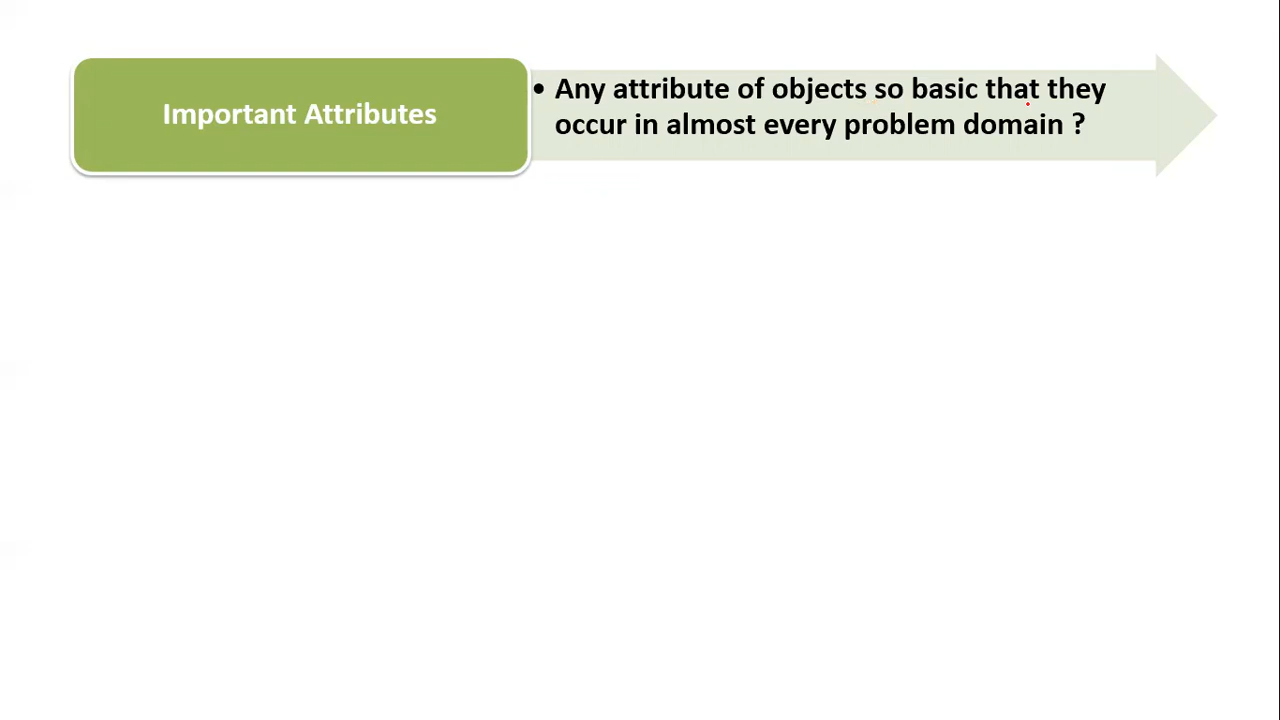 Important Attributes
• Any attribute of objects so basic that they
occur in almost every problem domain ?